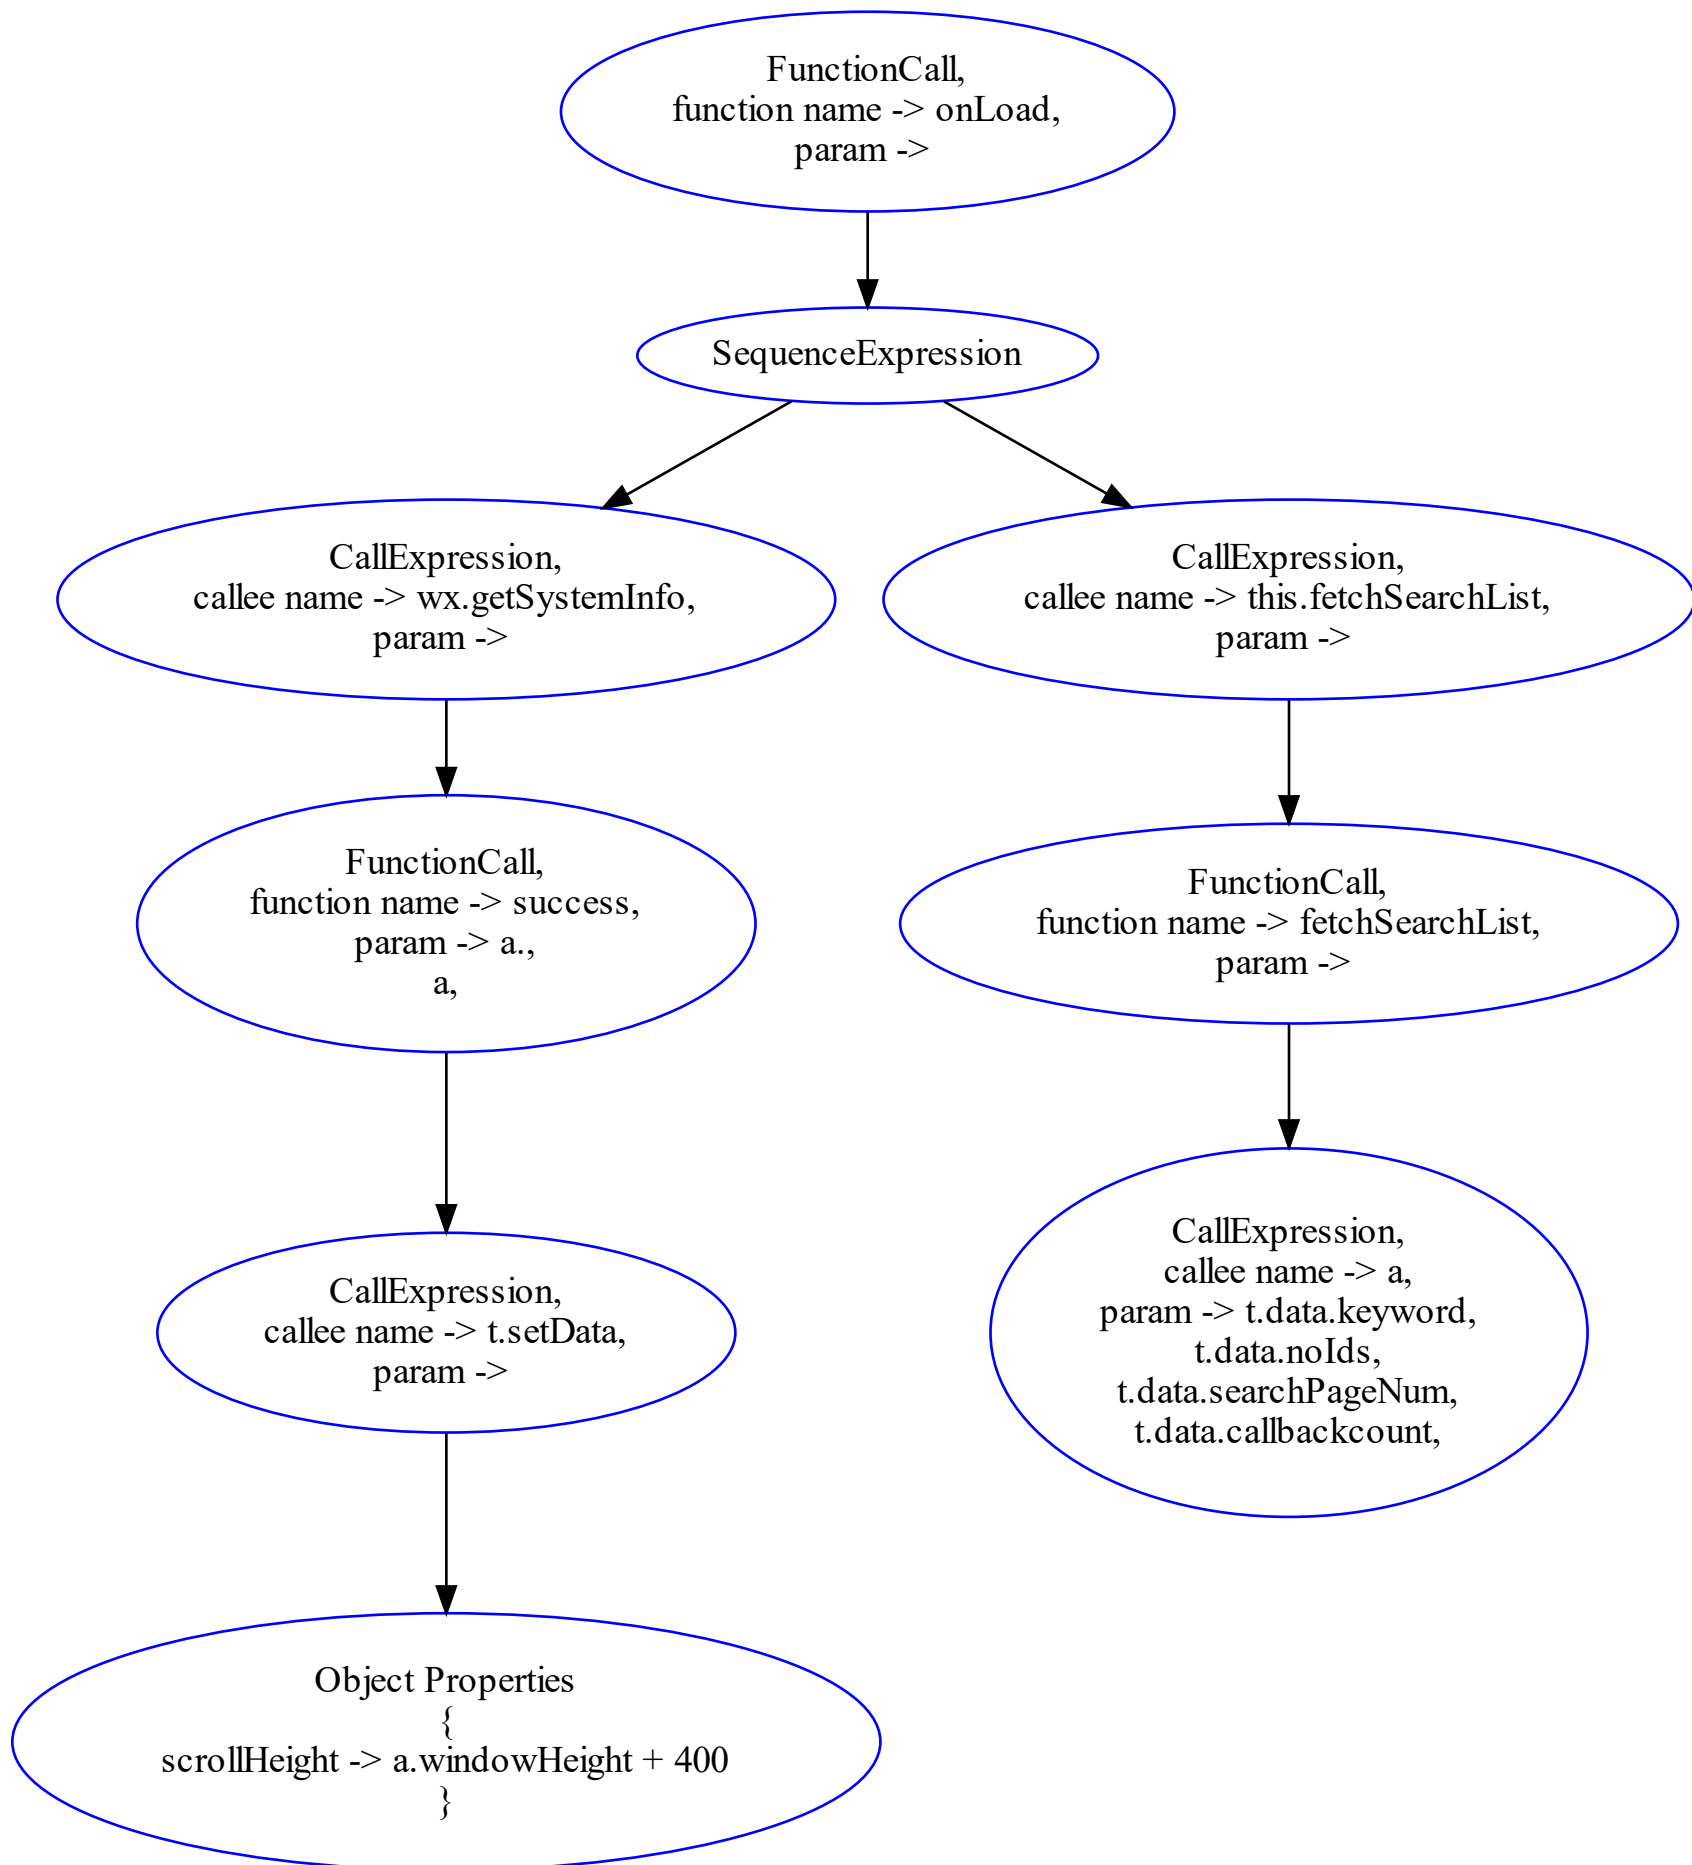 FunctionCall,
function name -> onLoad,
param ->
SequenceExpression
CallExpression,
callee name -> wx.getSystemInfo,
param ->
CallExpression,
callee name -> this.fetchSearchList,
param ->
FunctionCall,
function name -> success,
param -> a.,
a,
FunctionCall,
function name -> fetchSearchList,
param ->
CallExpression,
callee name -> t.setData,
param ->
CallExpression,
callee name -> a,
param -> t.data.keyword,
t.data.noIds,
t.data.searchPageNum,
t.data.callbackcount,
Object Properties
{
scrollHeight -> a.windowHeight + 400
}